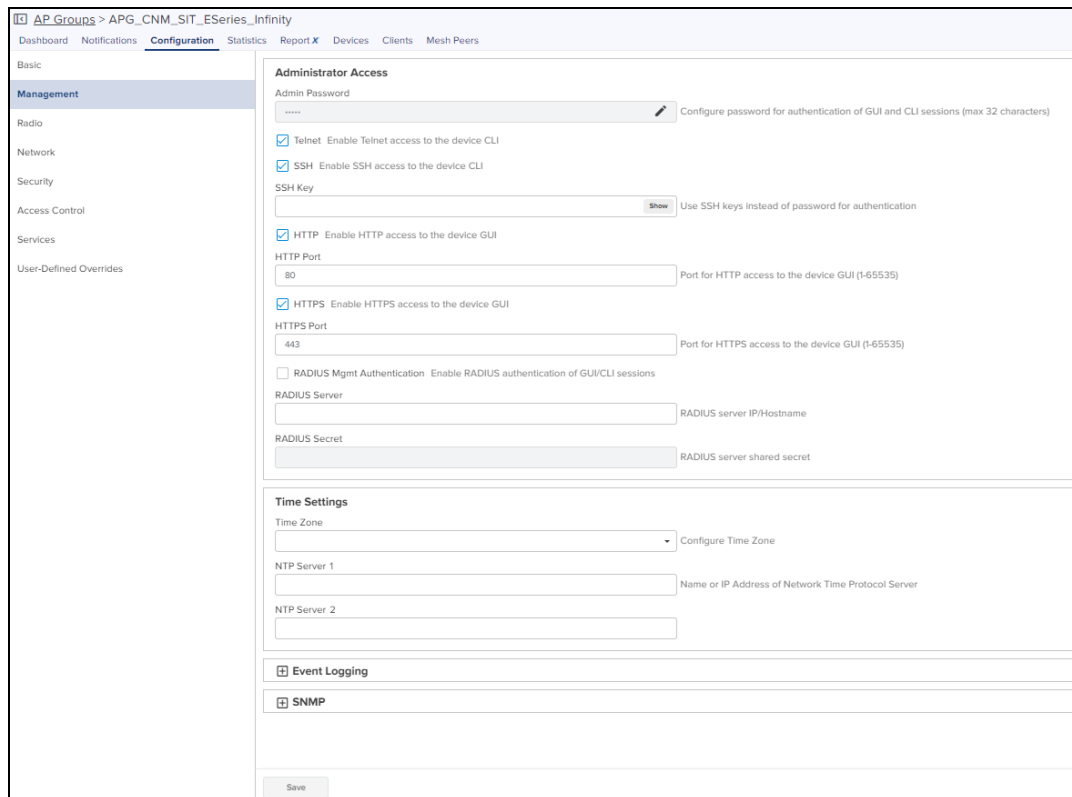 AP Groups > APG_CNM_SIT_ESeries_Infinity
Dashboard Notifications Configuration Statistics Report X Devices Clients Mesh Peers
Basic
Management
Radio
Network
Security
Access Control
Services
User-Defined Overrides
Administrator Access
Admin Password
····· Configure password for authentication of GUI and CLI sessions (max 32 characters)
Telnet Enable Telnet access to the device CLI
SSH Enable SSH access to the device CLI
SSH Key
Show Use SSH keys instead of password for authentication
HTTP Enable HTTP access to the device GUI
HTTP Port
80 Port for HTTP access to the device GUI (1-65535)
HTTPS Enable HTTPS access to the device GUI
HTTPS Port
443 Port for HTTPS access to the device GUI (1-65535)
RADIUS Mgmt Authentication Enable RADIUS authentication of GUI/CLI sessions
RADIUS Server
RADIUS server IP/Hostname
RADIUS Secret
RADIUS server shared secret
Time Settings
Time Zone
Configure Time Zone
NTP Server 1
Name or IP Address of Network Time Protocol Server
NTP Server 2
Event Logging
SNMP
Save